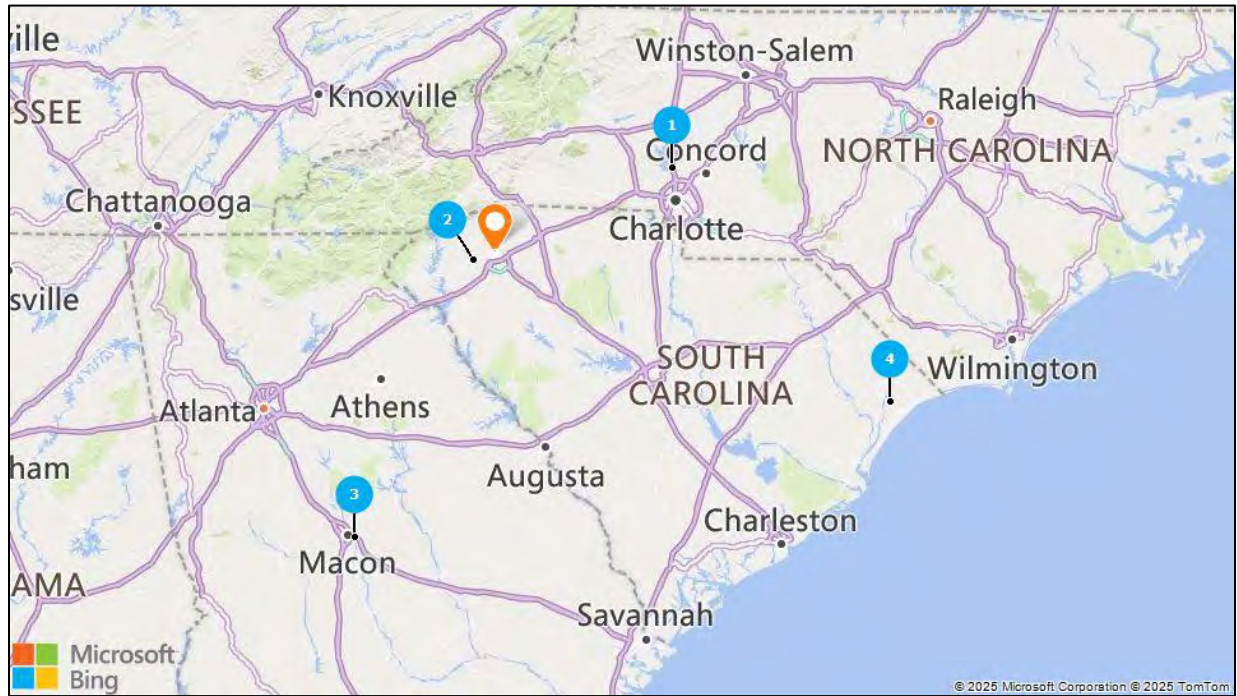 ville
Winston-Salem
Knoxville
Raleigh
SSEE
1
Concord
NORTH CAROLINA
Chattanooga
2
Charlotte
sville
SOUTH
CAROLINA
4
Wilmington
Atlanta
Athens
ham
Augusta
3
Charleston
Macon
AMA
Savannah
Microsoft
Bing
© 2025 Microsoft Corporation © 2025 TomTom